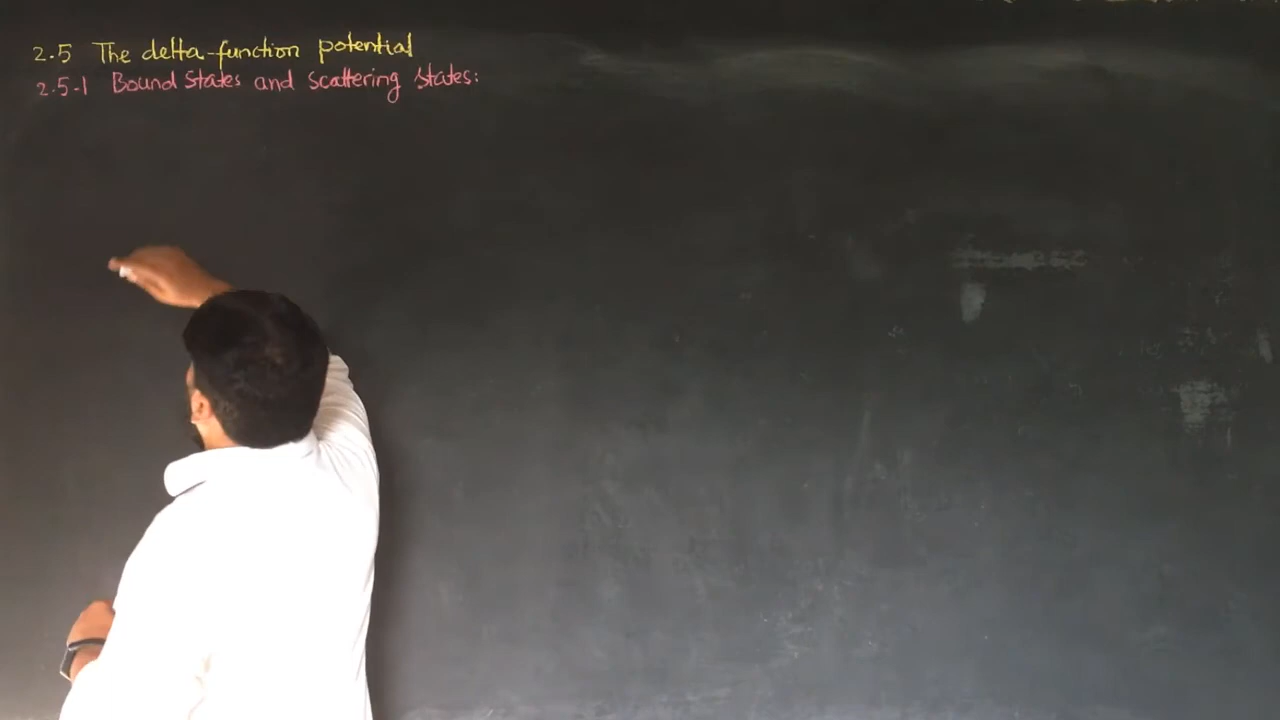 2.5 The delta-function potential
2.5-1 Bound States and Scattering States: